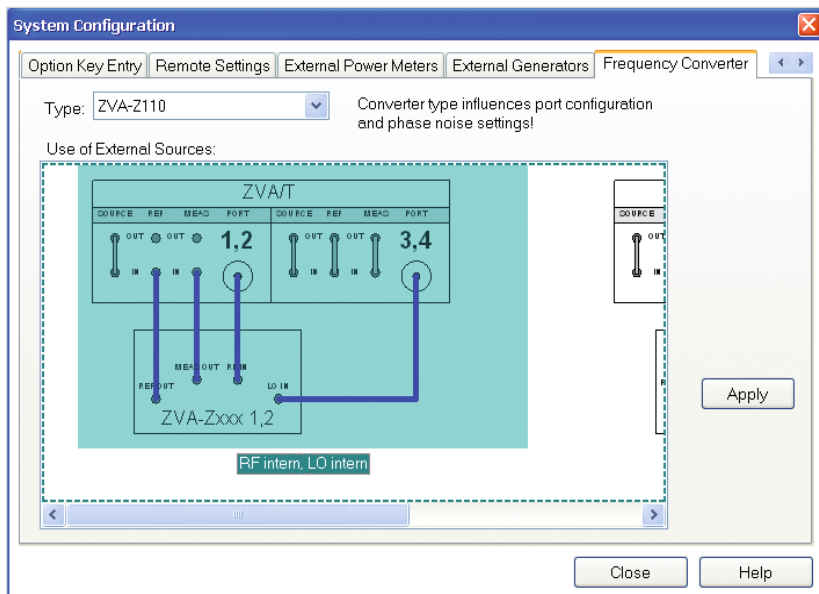 System Configuration
Option Key Entry
Remote Settings
External Power Meters
External Generators
Frequency Converter
Type: ZVA-Z110
Converter type influences port configuration
and phase noise settings!
Use of External Sources:
ZVA/T
SOURCE REF MEAS PORT SOURCE REF MEAS PORT
OUT OUT 1,2 OUT OUT 3,4
IN IN IN IN
SOURCE
OUT
IN
MEAS OUT RF IN
REF OUT LO IN
ZVA-Zxxx 1,2
RF intern, LO intern
Apply
Close
Help